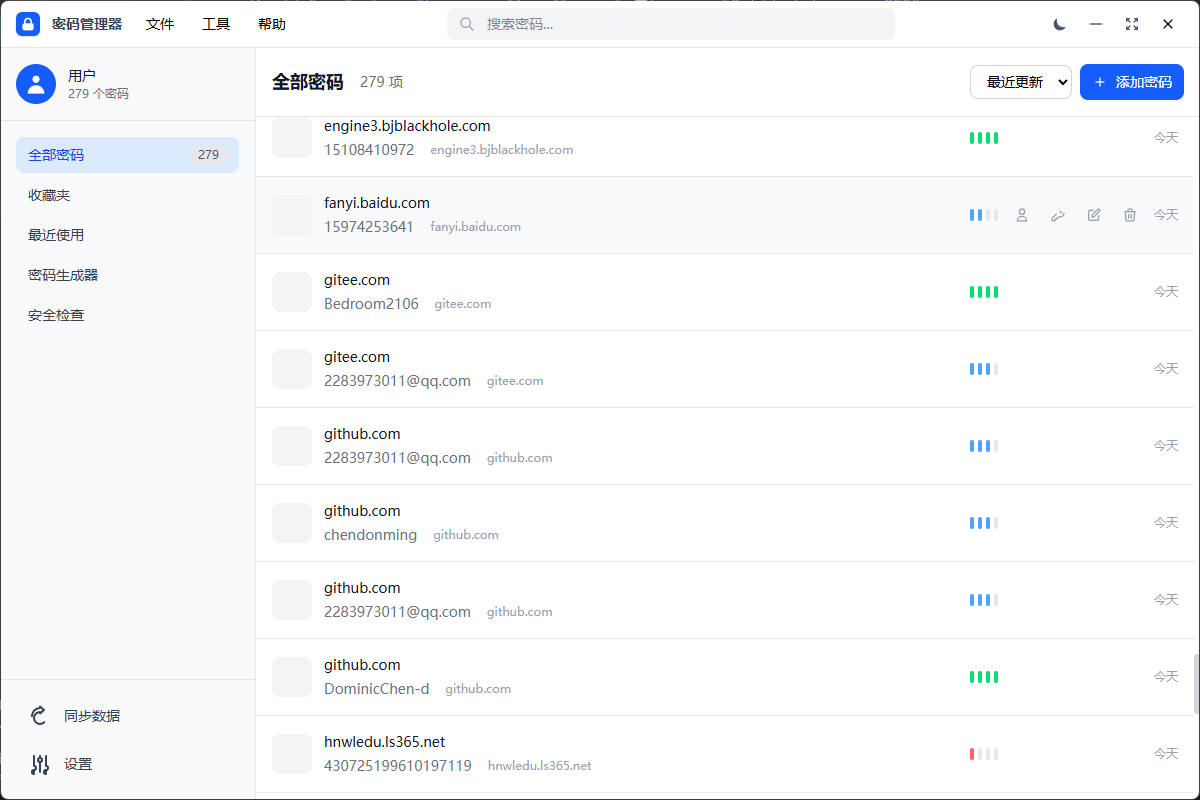 密码管理器 文件 工具 帮助 搜索密码...
用户
279 个密码
全部密码 279
收藏夹
最近使用
密码生成器
安全检查
同步数据
设置
全部密码 279 项 最近更新 添加密码
engine3.bjblackhole.com
15108410972 engine3.bjblackhole.com 今天
fanyi.baidu.com
15974253641 fanyi.baidu.com 今天
gitee.com
Bedroom2106 gitee.com 今天
gitee.com
2283973011@qq.com gitee.com 今天
github.com
2283973011@qq.com github.com 今天
github.com
chendonming github.com 今天
github.com
2283973011@qq.com github.com 今天
github.com
DominicChen-d github.com 今天
hnwledu.ls365.net
430725199610197119 hnwledu.ls365.net 今天